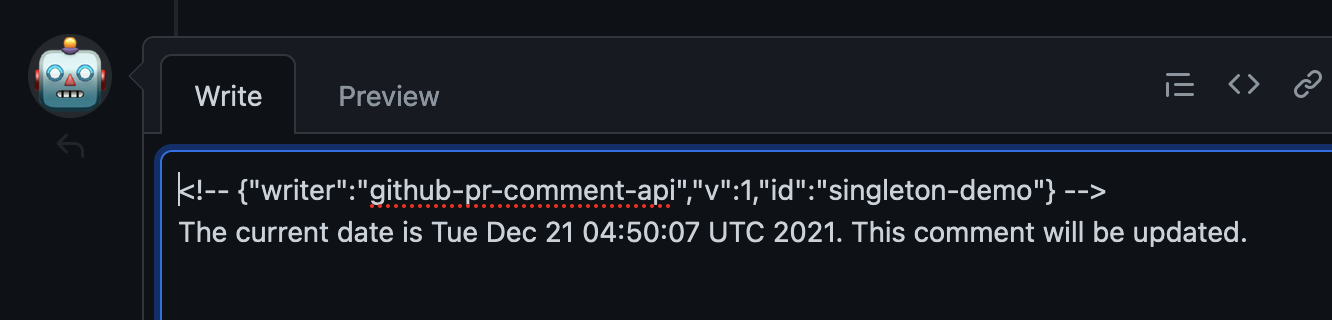 Write
Preview
<!-- {"writer":"github-pr-comment-api","v":1,"id":"singleton-demo"} -->
The current date is Tue Dec 21 04:50:07 UTC 2021. This comment will be updated.